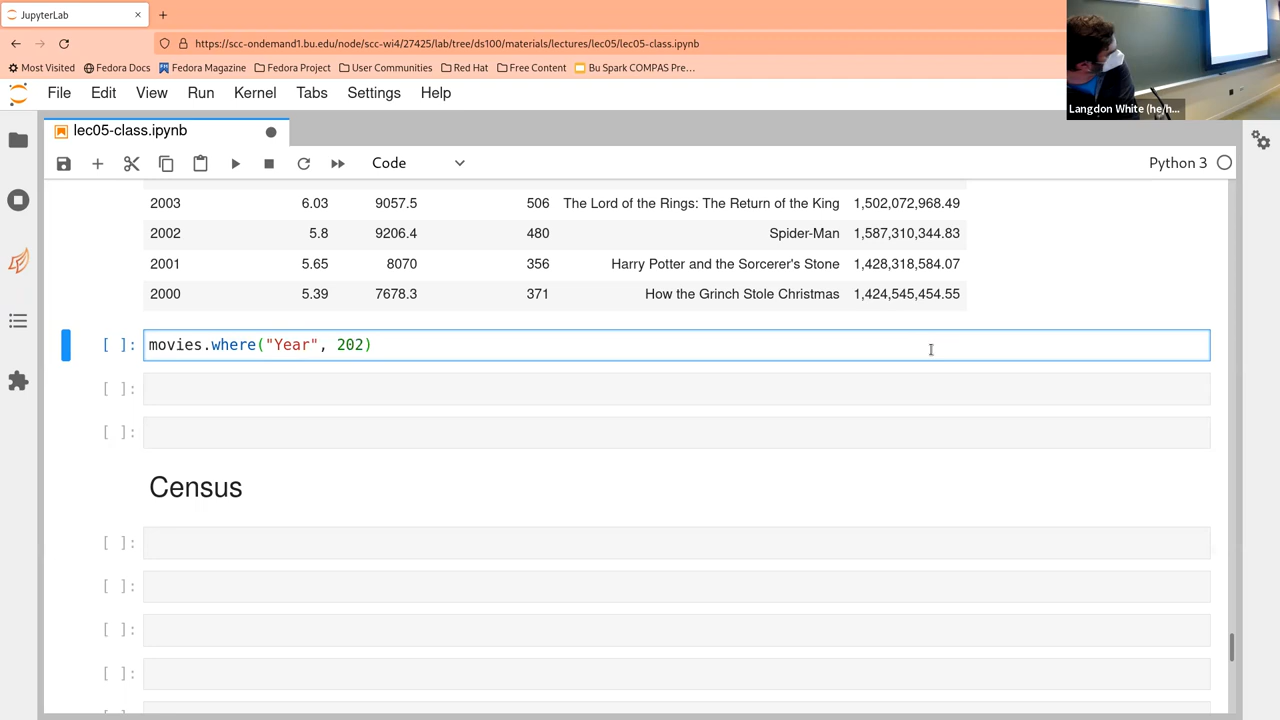 JupyterLab
https://scc-ondemand1.bu.edu/node/scc-wi4/27425/lab/tree/ds100/materials/lectures/lec05/lec05-class.ipynb
Most Visited Fedora Docs Fedora Magazine Fedora Project User Communities Red Hat Free Content Bu Spark COMPAS Pre…
Langdon White (he/h...
File Edit View Run Kernel Tabs Settings Help
lec05-class.ipynb
Code Python 3
2003 6.03 9057.5 506 The Lord of the Rings: The Return of the King 1,502,072,968.49
2002 5.8 9206.4 480 Spider-Man 1,587,310,344.83
2001 5.65 8070 356 Harry Potter and the Sorcerer's Stone 1,428,318,584.07
2000 5.39 7678.3 371 How the Grinch Stole Christmas 1,424,545,454.55
[ ]: movies.where("Year", 202)
[ ]:
[ ]:
Census
[ ]:
[ ]:
[ ]:
[ ]: